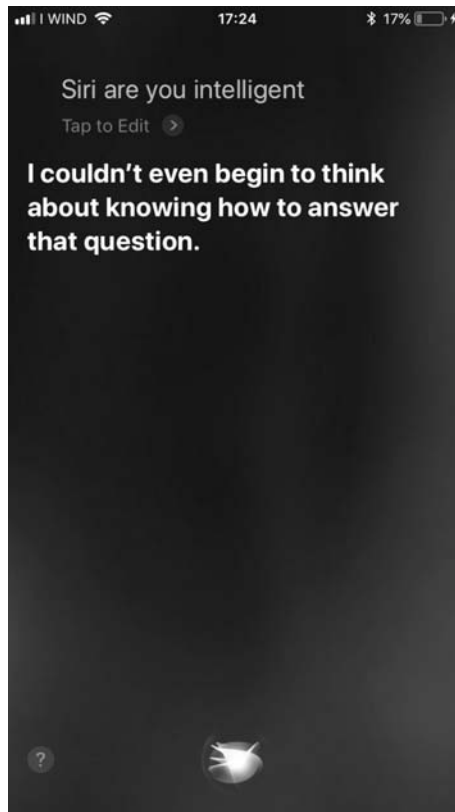 I WIND 17:24 17%
Siri are you intelligent
Tap to Edit
I couldn't even begin to think
about knowing how to answer
that question.
?